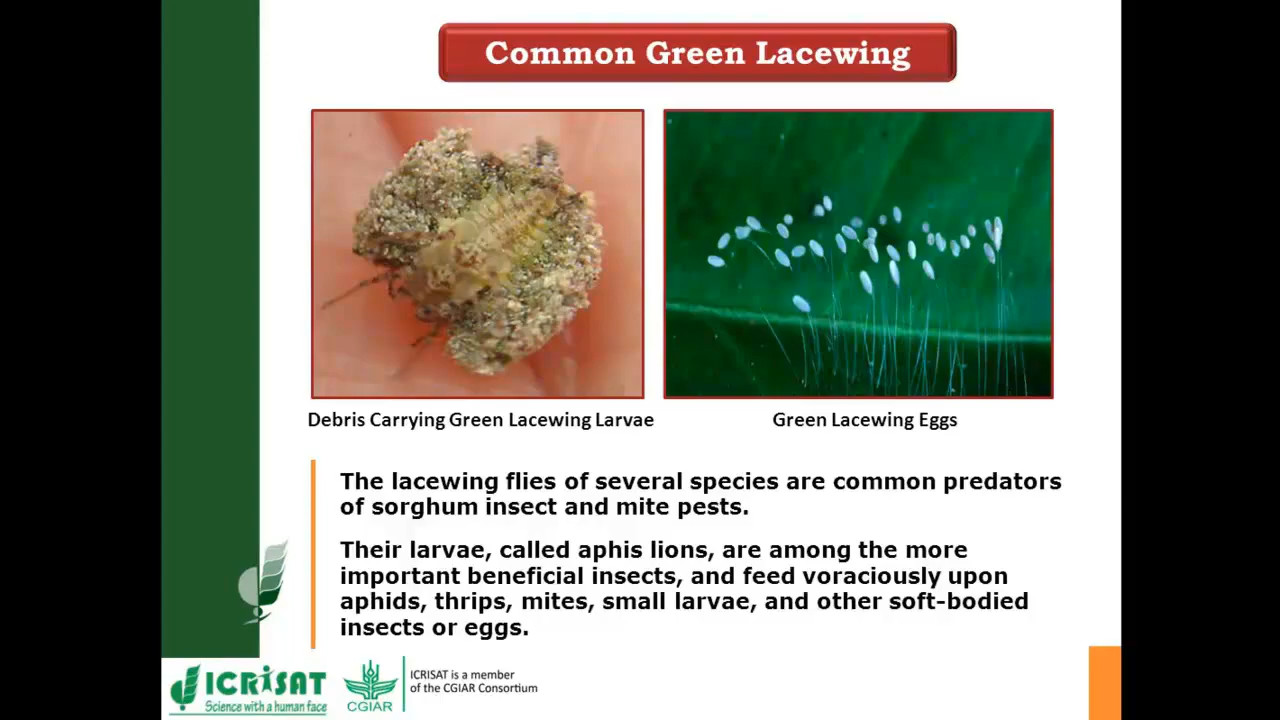 Common Green Lacewing
Debris Carrying Green Lacewing Larvae
Green Lacewing Eggs
The lacewing flies of several species are common predators
of sorghum insect and mite pests.
Their larvae, called aphis lions, are among the more
important beneficial insects, and feed voraciously upon
aphids, thrips, mites, small larvae, and other soft-bodied
insects or eggs.
ICRISAT
Science with a human face
CGIAR
ICRISAT is a member
of the CGIAR Consortium